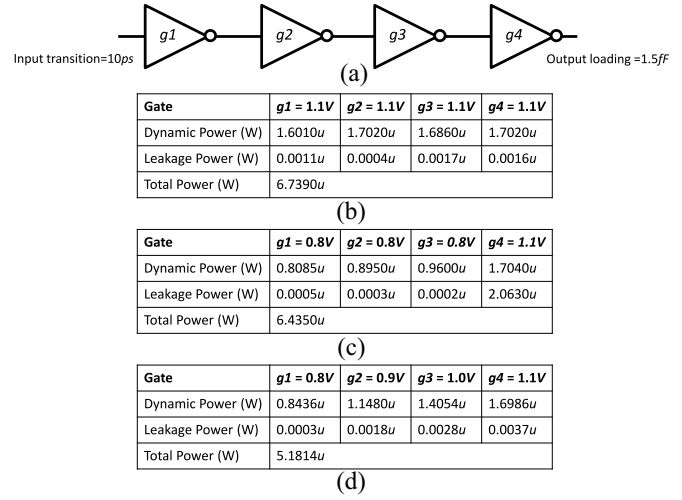 g1 g2 g3 g4
Input transition=10ps Output loading =1.5fF
(a)
Gate g1 = 1.1V g2 = 1.1V g3 = 1.1V g4 = 1.1V
Dynamic Power (W) 1.6010u 1.7020u 1.6860u 1.7020u
Leakage Power (W) 0.0011u 0.0004u 0.0017u 0.0016u
Total Power (W) 6.7390u
(b)
Gate g1 = 0.8V g2 = 0.8V g3 = 0.8V g4 = 1.1V
Dynamic Power (W) 0.8085u 0.8950u 0.9600u 1.7040u
Leakage Power (W) 0.0005u 0.0003u 0.0002u 2.0630u
Total Power (W) 6.4350u
(c)
Gate g1 = 0.8V g2 = 0.9V g3 = 1.0V g4 = 1.1V
Dynamic Power (W) 0.8436u 1.1480u 1.4054u 1.6986u
Leakage Power (W) 0.0003u 0.0018u 0.0028u 0.0037u
Total Power (W) 5.1814u
(d)